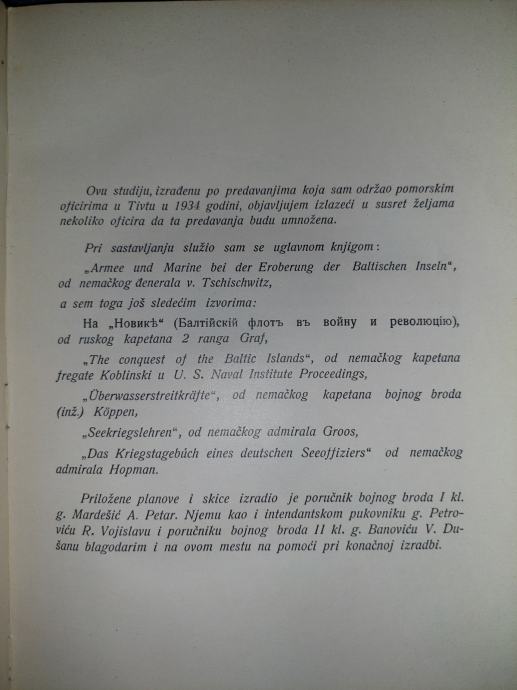 Ovu studiju, izrađenu po predavanjima koja sam održao pomorskim
oficirima u Tivtu u 1934 godini, objavljujem izlazeći u susret željama
nekoliko oficira da ta predavanja budu umnožena.
Pri sastavljanju služio sam se uglavnom knjigom:
„Armee und Marine bei der Eroberung der Baltischen Inseln“,
od nemačkog đenerala v. Tschischwitz,
a sem toga još sledećim izvorima:
На „Новикѣ“ (Балтійскій флотъ въ войну и революцію),
od ruskog kapetana 2 ranga Graf,
„The conquest of the Baltic Islands“, od nemačkog kapetana
fregate Koblinski u U. S. Naval Institute Proceedings,
„Überwasserstreitkräfte“, od nemačkog kapetana bojnog broda
(inž.) Köppen,
„Seekriegslehren“, od nemačkog admirala Groos,
„Das Kriegstagebúch eines deutschen Seeoffiziers“ od nemačkog
admirala Hopman.
Priložene planove i skice izradio je poručnik bojnog broda I kl.
g. Mardešić A. Petar. Njemu kao i intendantskom pukovniku g. Petro-
viću R. Vojislavu i poručniku bojnog broda II kl. g. Banoviću V. Du-
šanu blagodarim i na ovom mestu na pomoći pri konačnoj izradbi.